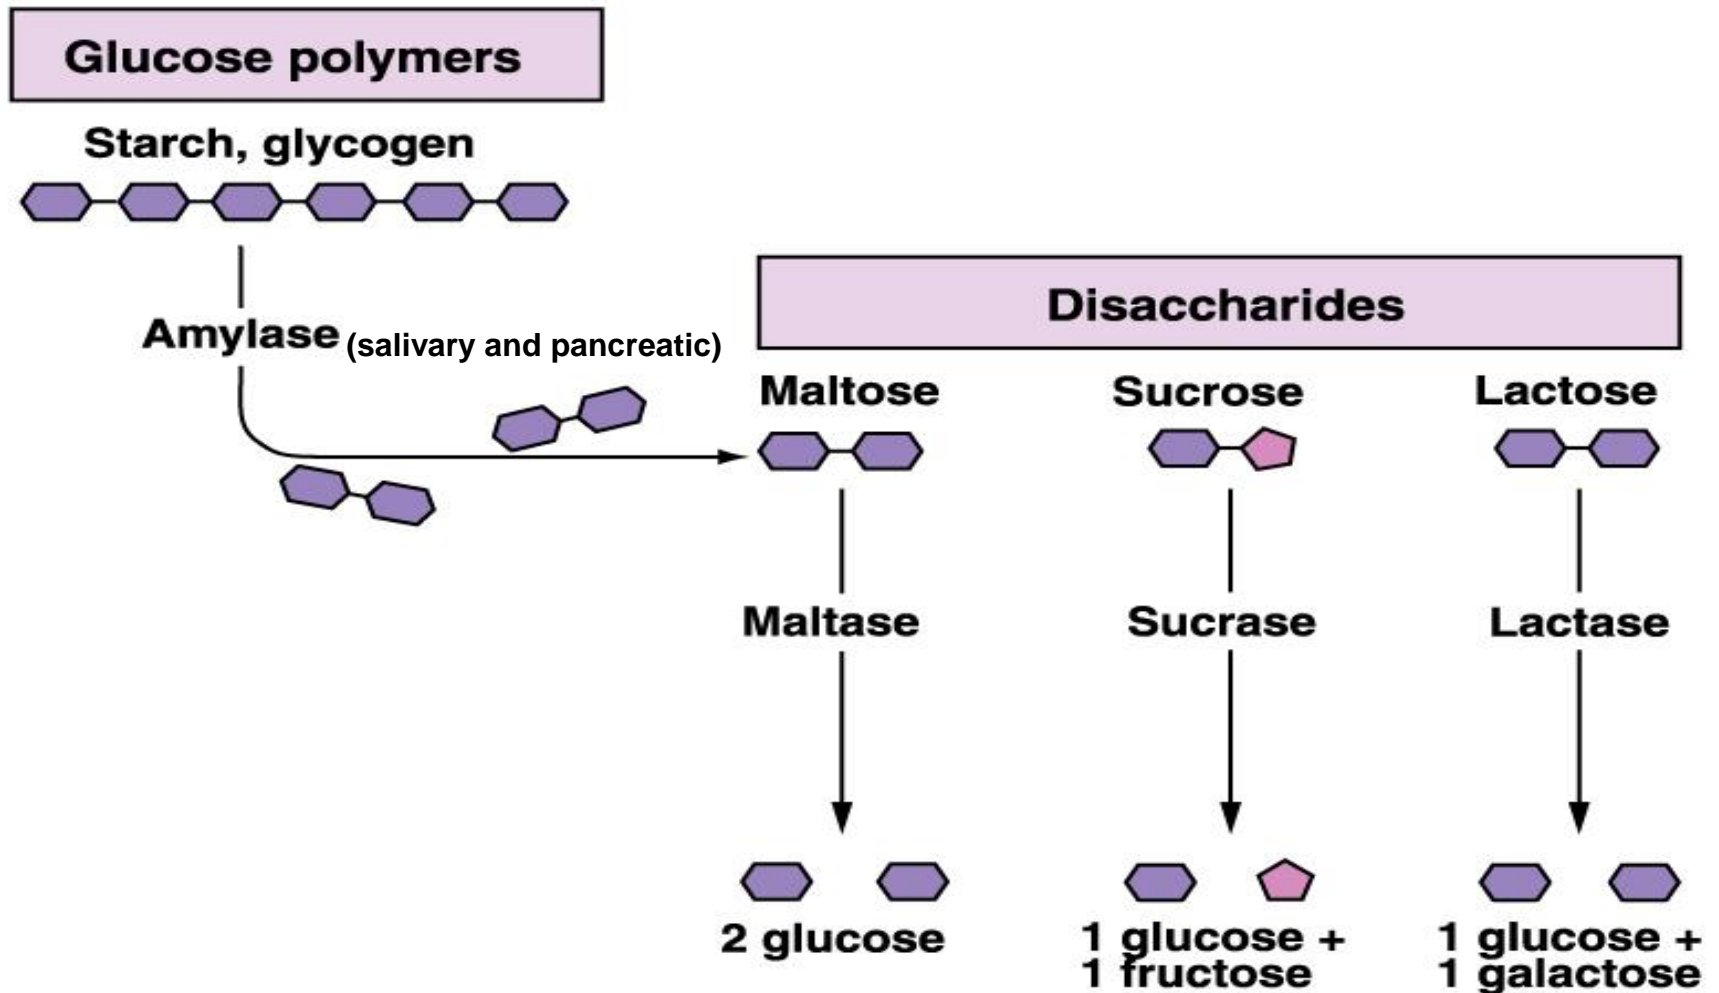 Glucose polymers
Starch, glycogen
Amylase (salivary and pancreatic)
Disaccharides
Maltose
Sucrose
Lactose
Maltase
Sucrase
Lactase
2 glucose
1 glucose +
1 fructose
1 glucose +
1 galactose